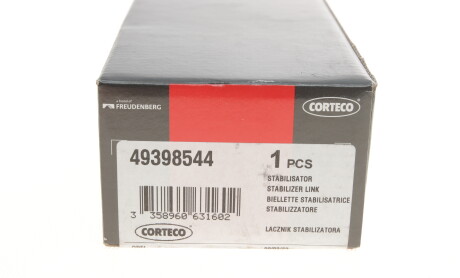 a brand of
FREUDENBERG
CORTECO
49398544
1 PCS
STABILISATOR
STABILIZER LINK
BIELLETTE STABILISATRICE
STABILIZZATORE
LACZNIK STABILIZATORA
3 358960 631602
CORTECO